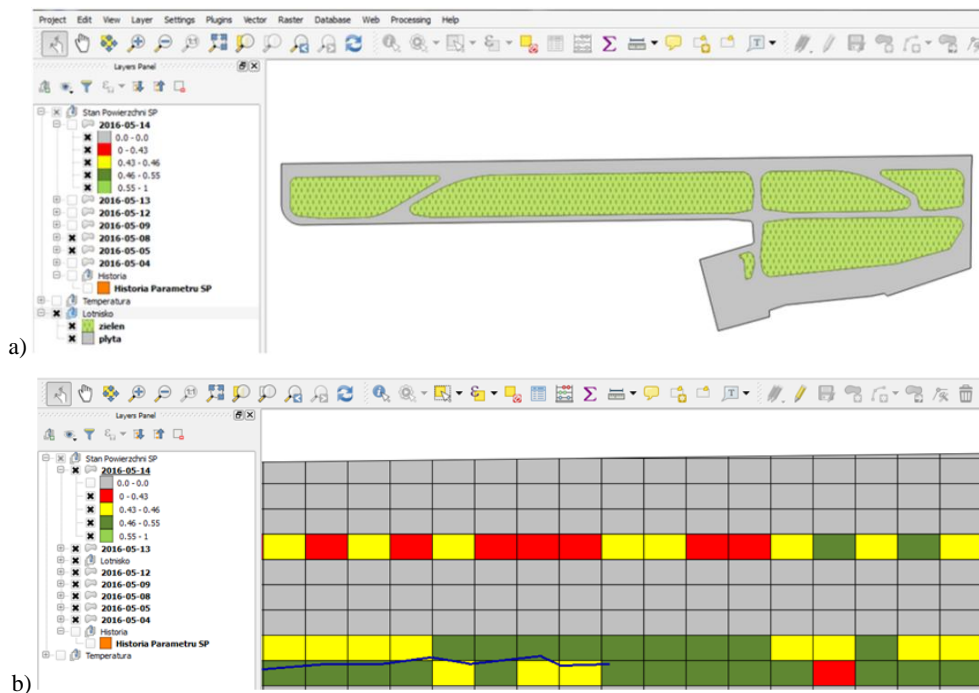 Project Edit View Layer Settings Plugins Vector Raster Database Web Processing Help
Layers Panel
Stan Powierzchni SP
2016-05-14
0.0 - 0.0
0 - 0.43
0.43 - 0.46
0.46 - 0.55
0.55 - 1
2016-05-13
2016-05-12
2016-05-09
2016-05-08
2016-05-05
2016-05-04
Historia
Historia Parametru SP
Temperatura
Lotnisko
zielen
plyta
a)
Layers Panel
Stan Powierzchni SP
2016-05-14
0.0 - 0.0
0 - 0.43
0.43 - 0.46
0.46 - 0.55
0.55 - 1
2016-05-13
Lotnisko
2016-05-12
2016-05-09
2016-05-08
2016-05-05
2016-05-04
Historia
Historia Parametru SP
Temperatura
b)